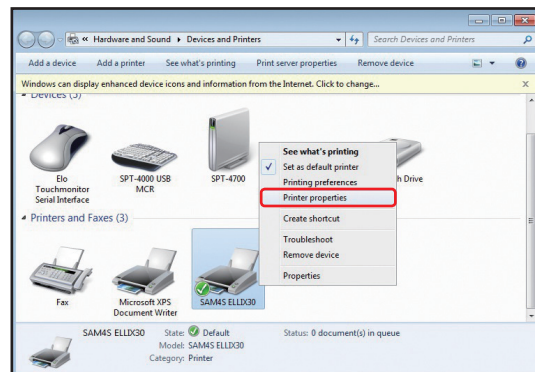 « Hardware and Sound ▸ Devices and Printers
Search Devices and Printers
Add a device Add a printer See what's printing Print server properties Remove device
Windows can display enhanced device icons and information from the Internet. Click to change... x
Devices (5)
Elo
Touchmonitor
Serial Interface
SPT-4000 USB
MCR
SPT-4700
h Drive
See what's printing
Set as default printer
Printing preferences
Printer properties
Create shortcut
Troubleshoot
Remove device
Properties
Printers and Faxes (3)
Fax
Microsoft XPS
Document Writer
SAM4S ELLIX30
SAM4S ELLIX30 State: Default Status: 0 document(s) in queue
Model: SAM4S ELLIX30
Category: Printer